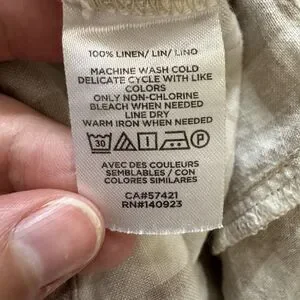 100% LINEN/ LIN/ LINO
MACHINE WASH COLD
DELICATE CYCLE WITH LIKE
COLORS
ONLY NON-CHLORINE
BLEACH WHEN NEEDED
LINE DRY
WARM IRON WHEN NEEDED
30 P
AVEC DES COULEURS
SEMBLABLES / CON
COLORES SIMILARES
CA#57421
RN#140923